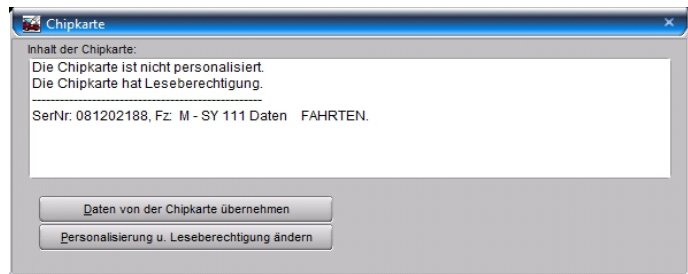 Chipkarte
Inhalt der Chipkarte:
Die Chipkarte ist nicht personalisiert.
Die Chipkarte hat Leseberechtigung.
--------------------------------------------------
SerNr: 081202188, Fz: M - SY 111 Daten FAHRTEN.
Daten von der Chipkarte übernehmen
Personalisierung u. Leseberechtigung ändern